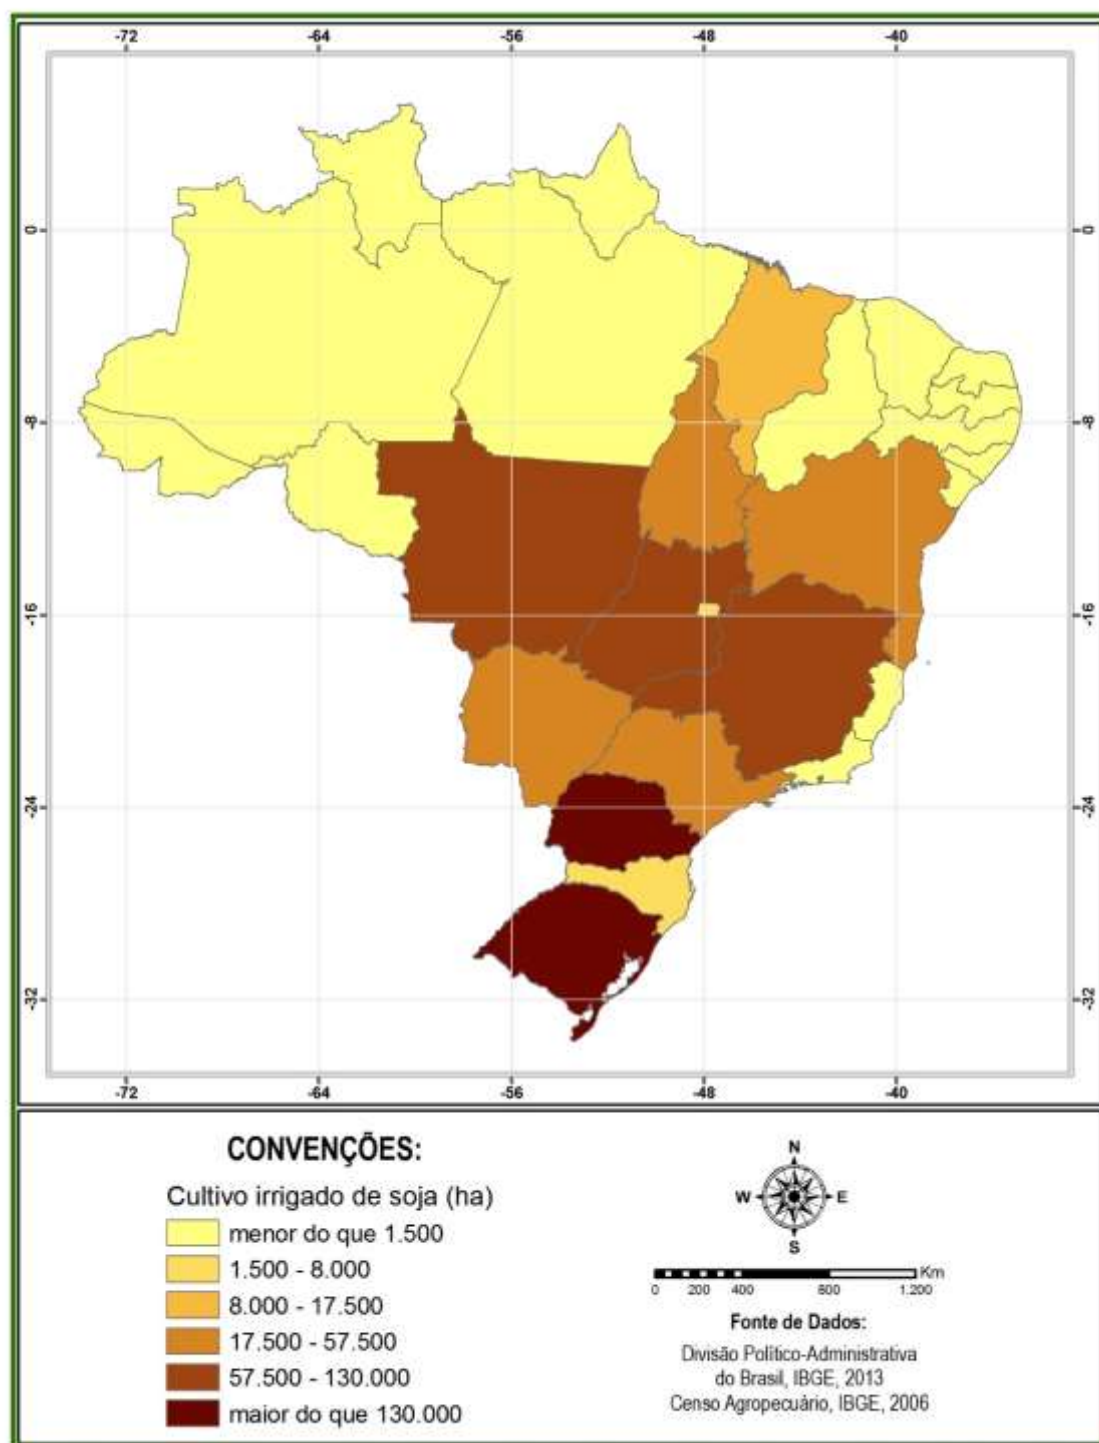 -72 -64 -56 -48 -40
0 0
-8 -8
-16 -16
-24 -24
-32 -32
-72 -64 -56 -48 -40
CONVENÇÕES:
Cultivo irrigado de soja (ha)
menor do que 1.500
1.500 - 8.000
8.000 - 17.500
17.500 - 57.500
57.500 - 130.000
maior do que 130.000
N
W E
S
Km
0 200 400 800 1.200
Fonte de Dados:
Divisão Político-Administrativa
do Brasil, IBGE, 2013
Censo Agropecuário, IBGE, 2006